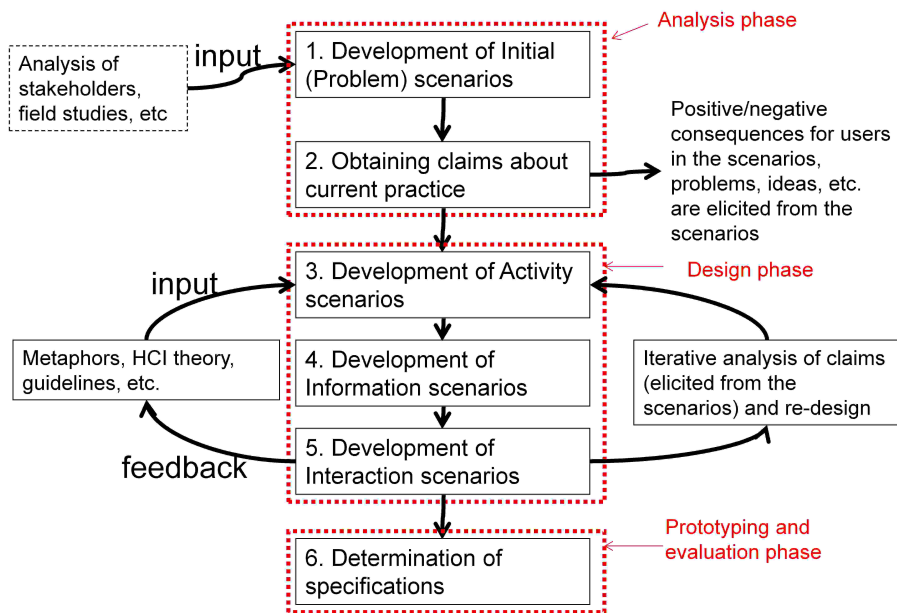 Analysis phase
input
1. Development of Initial
(Problem) scenarios
Analysis of
stakeholders,
field studies, etc
2. Obtaining claims about
current practice
Positive/negative
consequences for users
in the scenarios,
problems, ideas, etc.
are elicited from the
scenarios
Design phase
3. Development of Activity
scenarios
input
Metaphors, HCI theory,
guidelines, etc.
4. Development of
Information scenarios
Iterative analysis of claims
(elicited from the
scenarios) and re-design
5. Development of
Interaction scenarios
feedback
Prototyping and
evaluation phase
6. Determination of
specifications